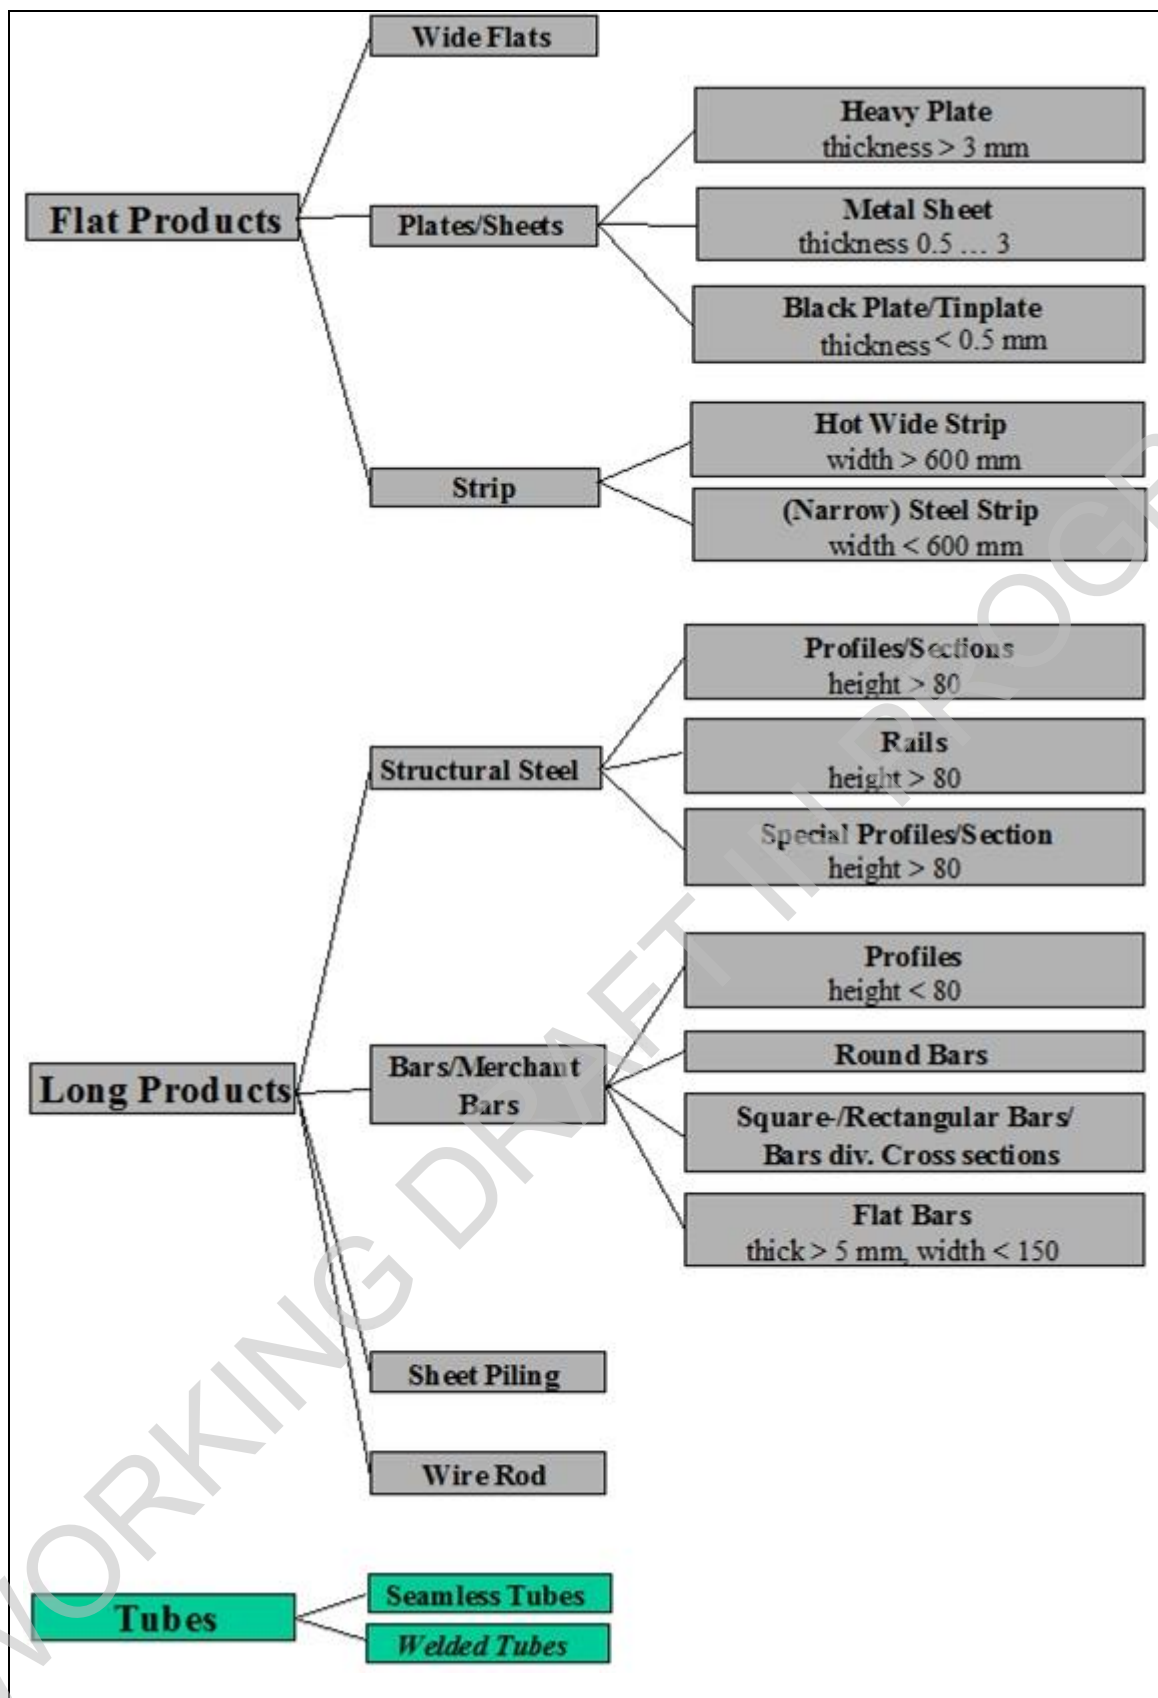 Wide Flats
Heavy Plate
thickness > 3 mm
Flat Products
Plates/Sheets
Metal Sheet
thickness 0.5 ... 3
Black Plate/Tinplate
thickness < 0.5 mm
Strip
Hot Wide Strip
width > 600 mm
(Narrow) Steel Strip
width < 600 mm
Structural Steel
Profiles/Sections
height > 80
Rails
height > 80
Special Profiles/Section
height > 80
Long Products
Bars/Merchant
Bars
Profiles
height < 80
Round Bars
Square-/Rectangular Bars/
Bars div. Cross sections
Flat Bars
thick > 5 mm, width < 150
Sheet Piling
Wire Rod
Tubes
Seamless Tubes
Welded Tubes
WORKING DRAFT IN PROGR